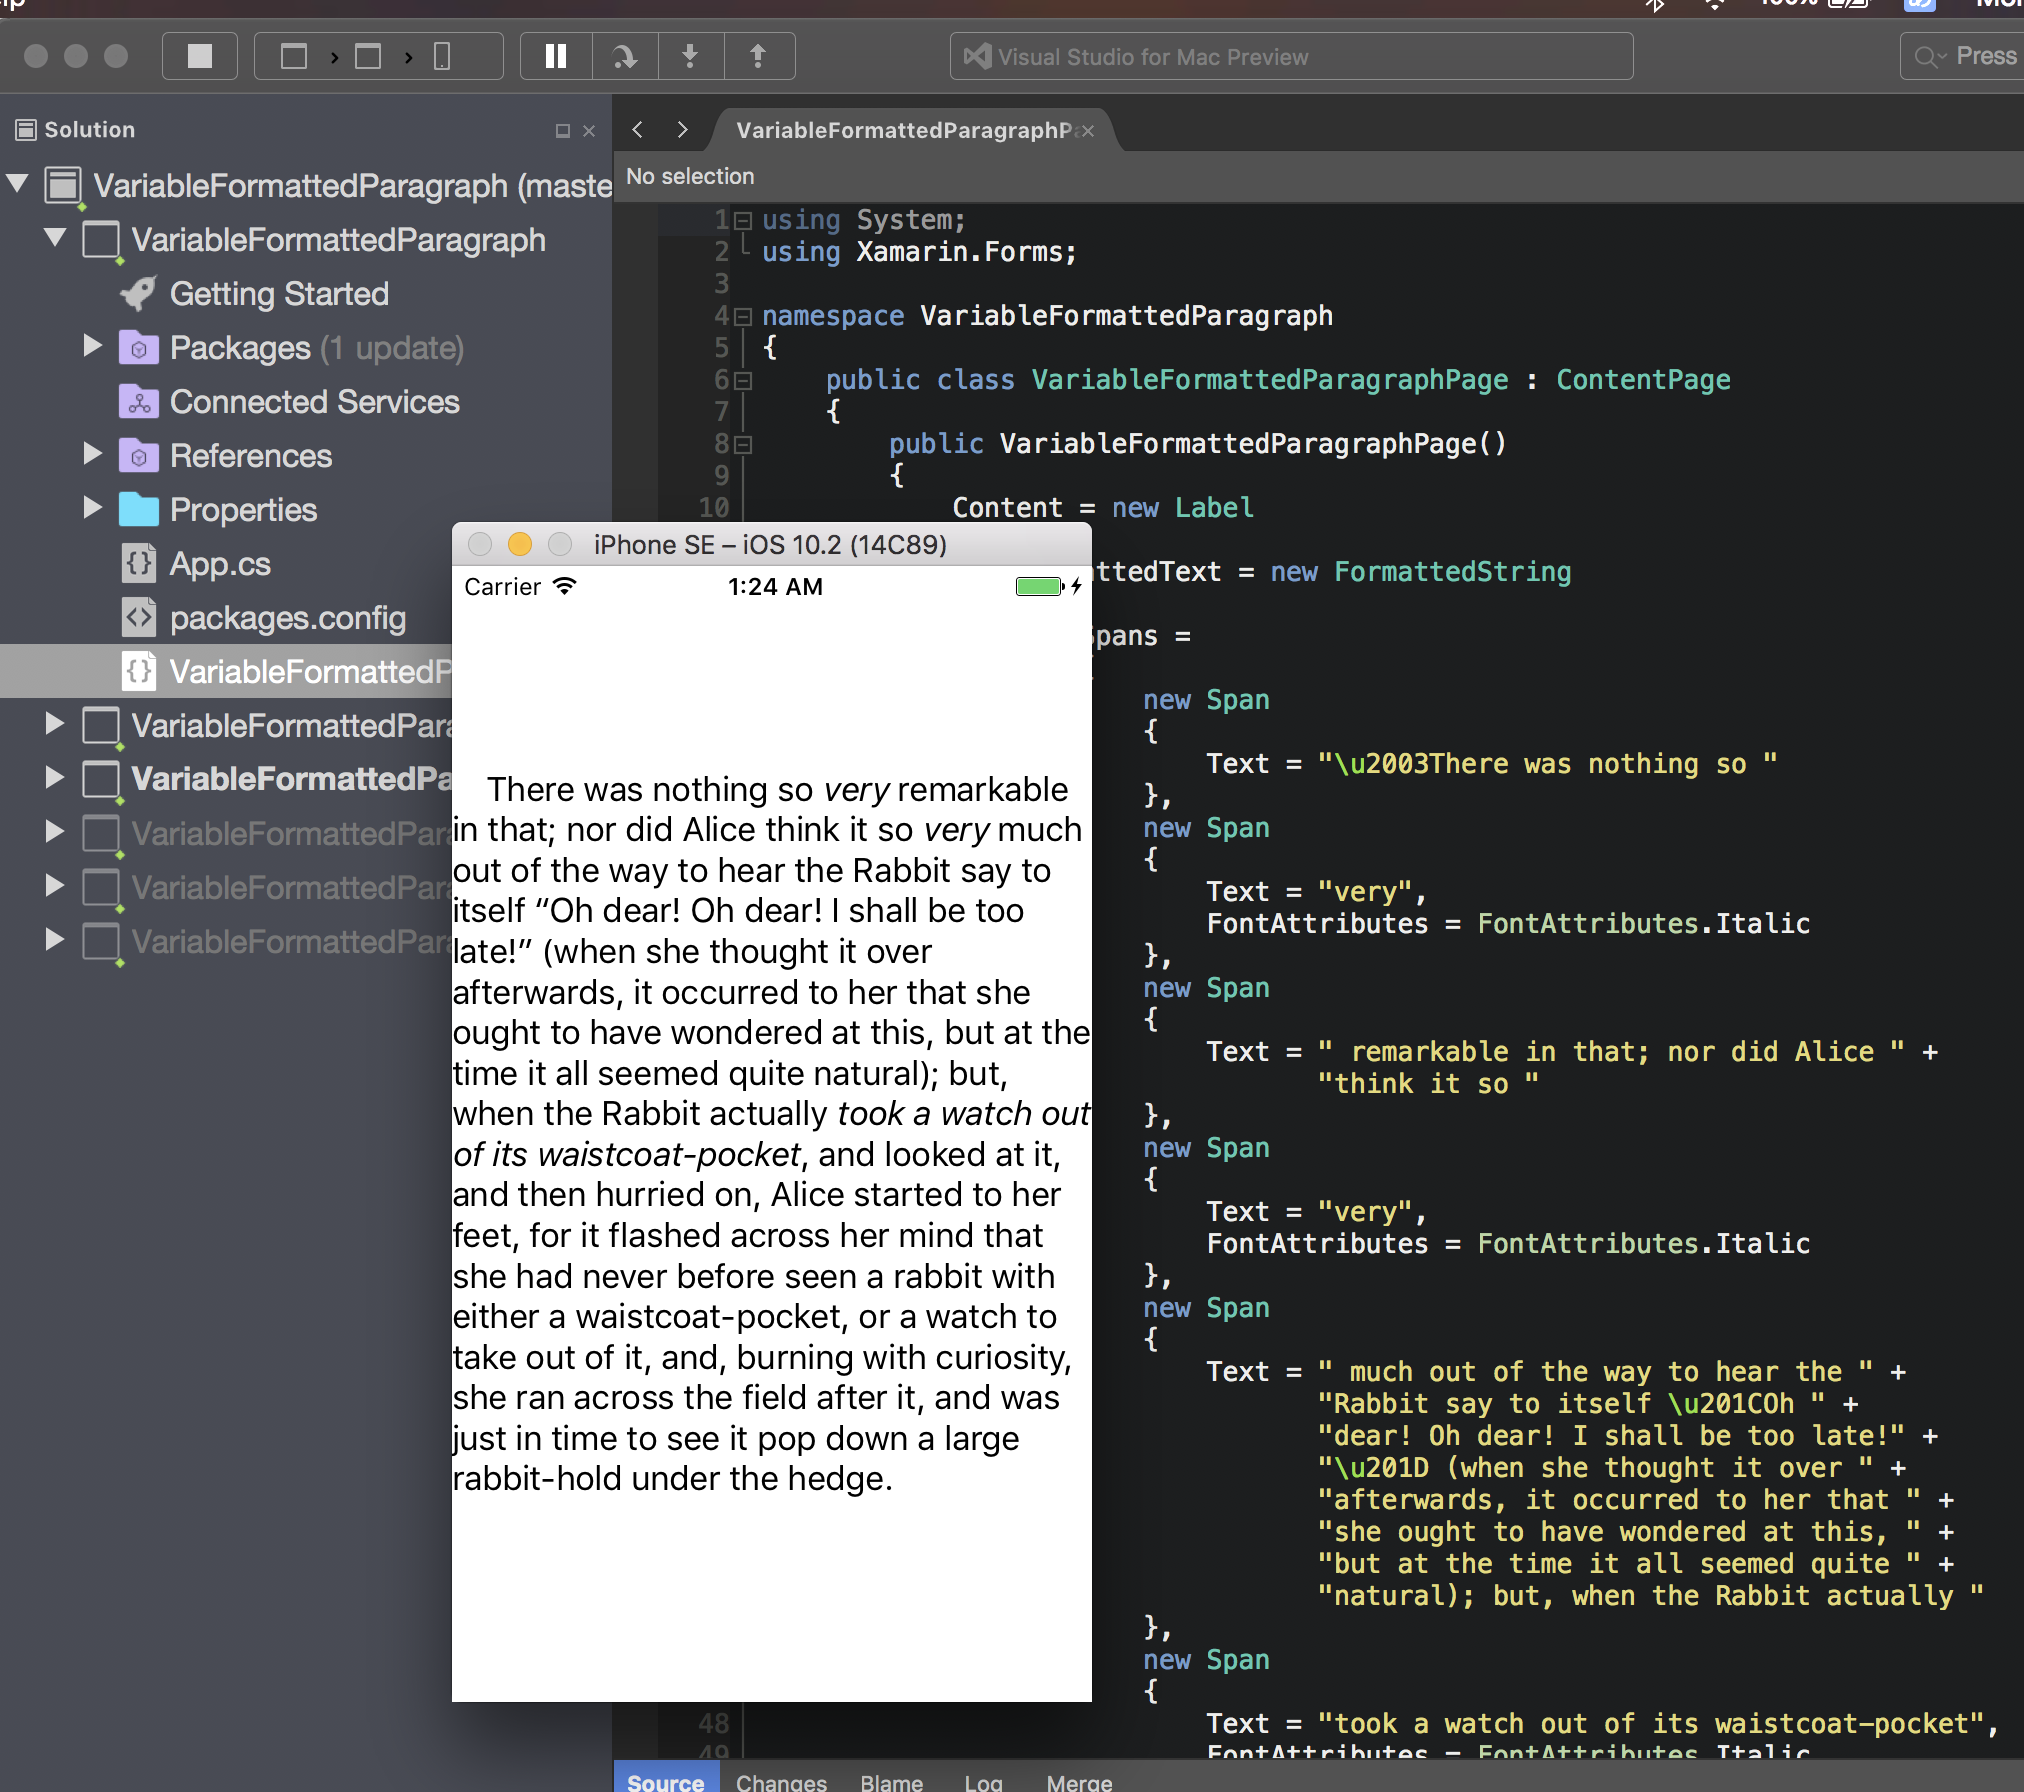 100%
Visual Studio for Mac Preview
Press
Solution
VariableFormattedParagraph (maste
VariableFormattedParagraph
Getting Started
Packages (1 update)
Connected Services
References
Properties
App.cs
packages.config
VariableFormattedP
VariableFormattedPara
VariableFormattedPa
VariableFormattedPara
VariableFormattedPara
VariableFormattedPara
VariableFormattedParagraphP
No selection
1 using System;
2 using Xamarin.Forms;
3
4 namespace VariableFormattedParagraph
5 {
6 public class VariableFormattedParagraphPage : ContentPage
7 {
8 public VariableFormattedParagraphPage()
9 {
10 Content = new Label
ttedText = new FormattedString
Spans =
new Span
{
Text = "\u2003There was nothing so "
},
new Span
{
Text = "very",
FontAttributes = FontAttributes.Italic
},
new Span
{
Text = " remarkable in that; nor did Alice " +
"think it so "
},
new Span
{
Text = "very",
FontAttributes = FontAttributes.Italic
},
new Span
{
Text = " much out of the way to hear the " +
"Rabbit say to itself \u201COh " +
"dear! Oh dear! I shall be too late!" +
"\u201D (when she thought it over " +
"afterwards, it occurred to her that " +
"she ought to have wondered at this, " +
"but at the time it all seemed quite " +
"natural); but, when the Rabbit actually "
},
new Span
{
48 Text = "took a watch out of its waistcoat-pocket",
49 FontAttributes = FontAttributes.Italic
Source Changes Blame Log Merge
iPhone SE – iOS 10.2 (14C89)
Carrier 1:24 AM
There was nothing so very remarkable
in that; nor did Alice think it so very much
out of the way to hear the Rabbit say to
itself “Oh dear! Oh dear! I shall be too
late!” (when she thought it over
afterwards, it occurred to her that she
ought to have wondered at this, but at the
time it all seemed quite natural); but,
when the Rabbit actually took a watch out
of its waistcoat-pocket, and looked at it,
and then hurried on, Alice started to her
feet, for it flashed across her mind that
she had never before seen a rabbit with
either a waistcoat-pocket, or a watch to
take out of it, and, burning with curiosity,
she ran across the field after it, and was
just in time to see it pop down a large
rabbit-hold under the hedge.